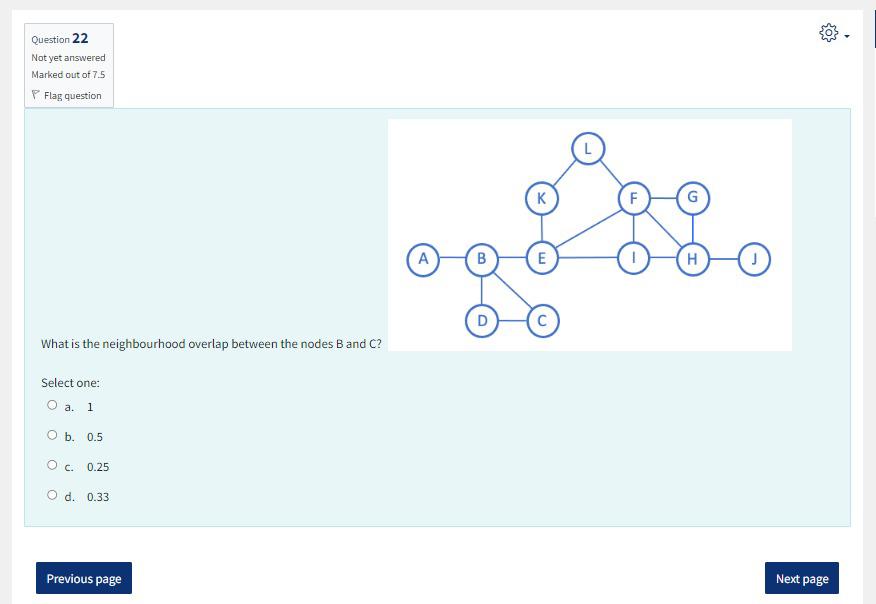 Question 22
Not yet answered
Marked out of 7.5
Flag question
L
K
F
G
A
B
E
I
H
J
D
C
What is the neighbourhood overlap between the nodes B and C?
Select one:
a. 1
b. 0.5
c. 0.25
d. 0.33
Previous page
Next page